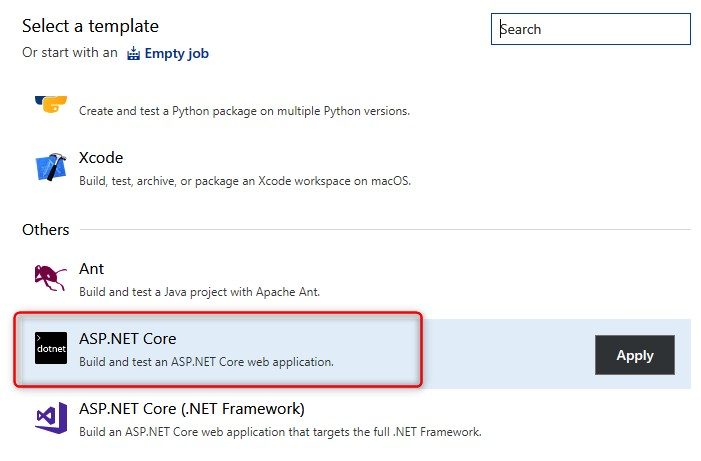 Select a template
Search
Or start with an Empty job
Create and test a Python package on multiple Python versions.
Xcode
Build, test, archive, or package an Xcode workspace on macOS.
Others
Ant
Build and test a Java project with Apache Ant.
ASP.NET Core
dotnet
Build and test an ASP.NET Core web application.
Apply
ASP.NET Core (.NET Framework)
Build an ASP.NET Core web application that targets the full .NET Framework.